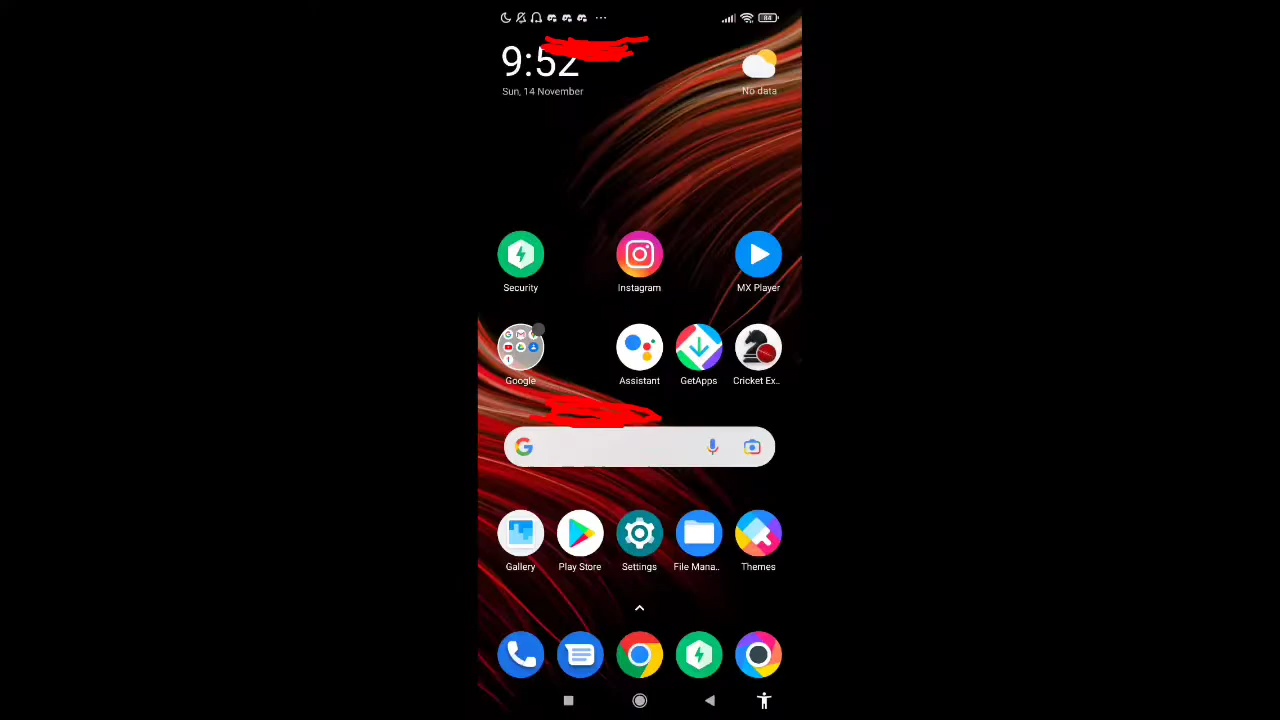 84
9:52
Sun, 14 November
No data
Security
Instagram
MX Player
Google
Assistant
GetApps
Cricket Ex..
Gallery
Play Store
Settings
File Mana..
Themes